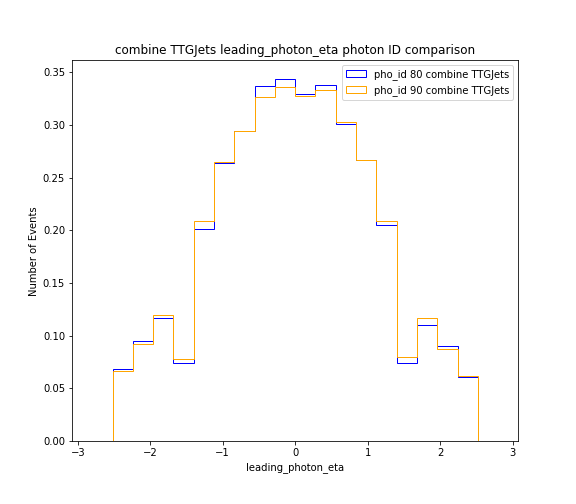 combine TTGJets leading_photon_eta photon ID comparison
pho_id 80 combine TTGJets
pho_id 90 combine TTGJets
Number of Events
0.35
0.30
0.25
0.20
0.15
0.10
0.05
0.00
−3 −2 −1 0 1 2 3
leading_photon_eta